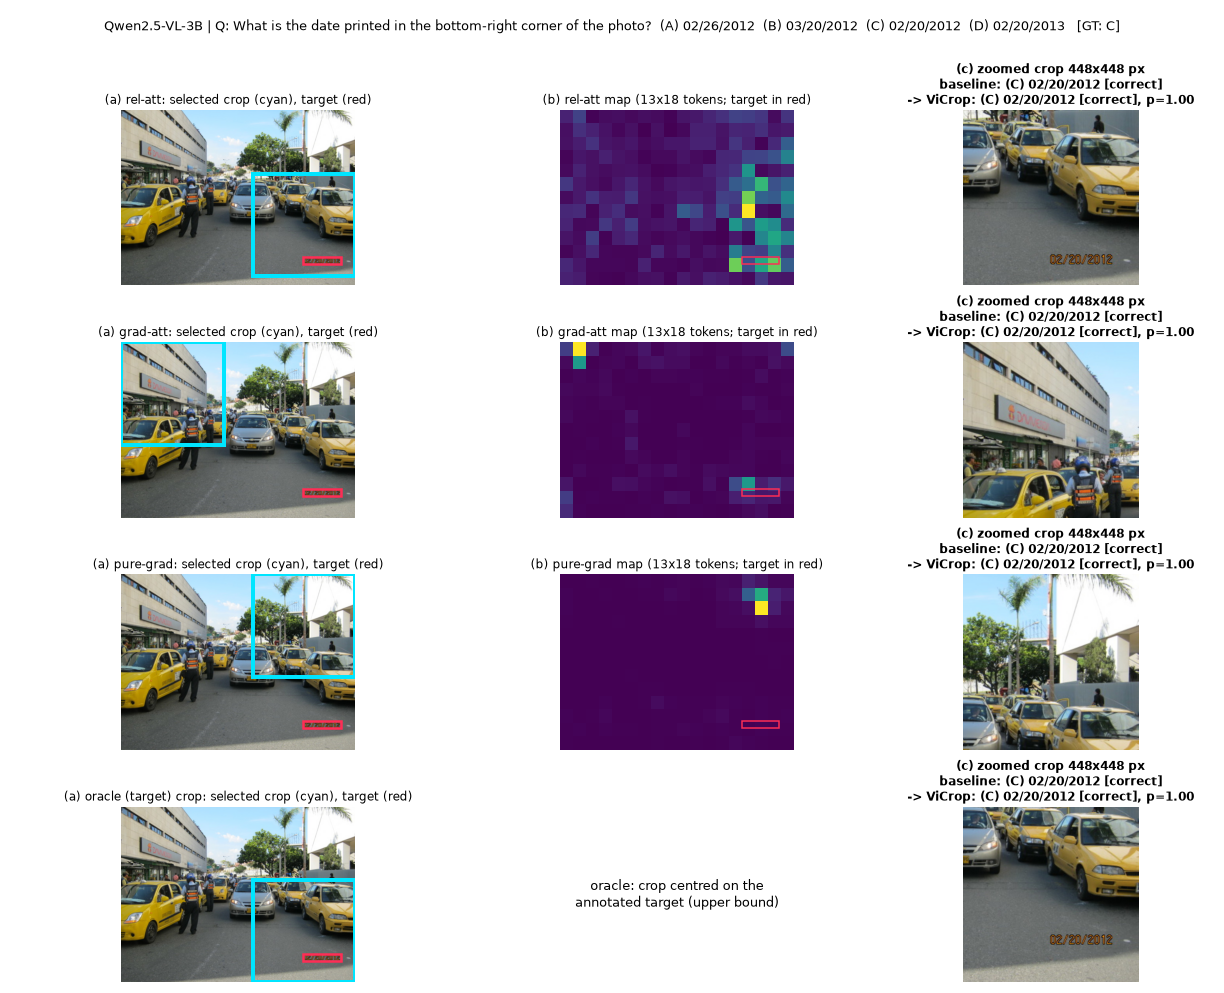 Qwen2.5-VL-3B | Q: What is the date printed in the bottom-right corner of the photo? (A) 02/26/2012 (B) 03/20/2012 (C) 02/20/2012 (D) 02/20/2013 [GT: C]
(a) rel-att: selected crop (cyan), target (red)
(b) rel-att map (13x18 tokens; target in red)
(c) zoomed crop 448x448 px
baseline: (C) 02/20/2012 [correct]
-> ViCrop: (C) 02/20/2012 [correct], p=1.00
02/20/2012
(a) grad-att: selected crop (cyan), target (red)
(b) grad-att map (13x18 tokens; target in red)
(c) zoomed crop 448x448 px
baseline: (C) 02/20/2012 [correct]
-> ViCrop: (C) 02/20/2012 [correct], p=1.00
(a) pure-grad: selected crop (cyan), target (red)
(b) pure-grad map (13x18 tokens; target in red)
(c) zoomed crop 448x448 px
baseline: (C) 02/20/2012 [correct]
-> ViCrop: (C) 02/20/2012 [correct], p=1.00
(a) oracle (target) crop: selected crop (cyan), target (red)
oracle: crop centred on the
annotated target (upper bound)
(c) zoomed crop 448x448 px
baseline: (C) 02/20/2012 [correct]
-> ViCrop: (C) 02/20/2012 [correct], p=1.00
02/20/2012